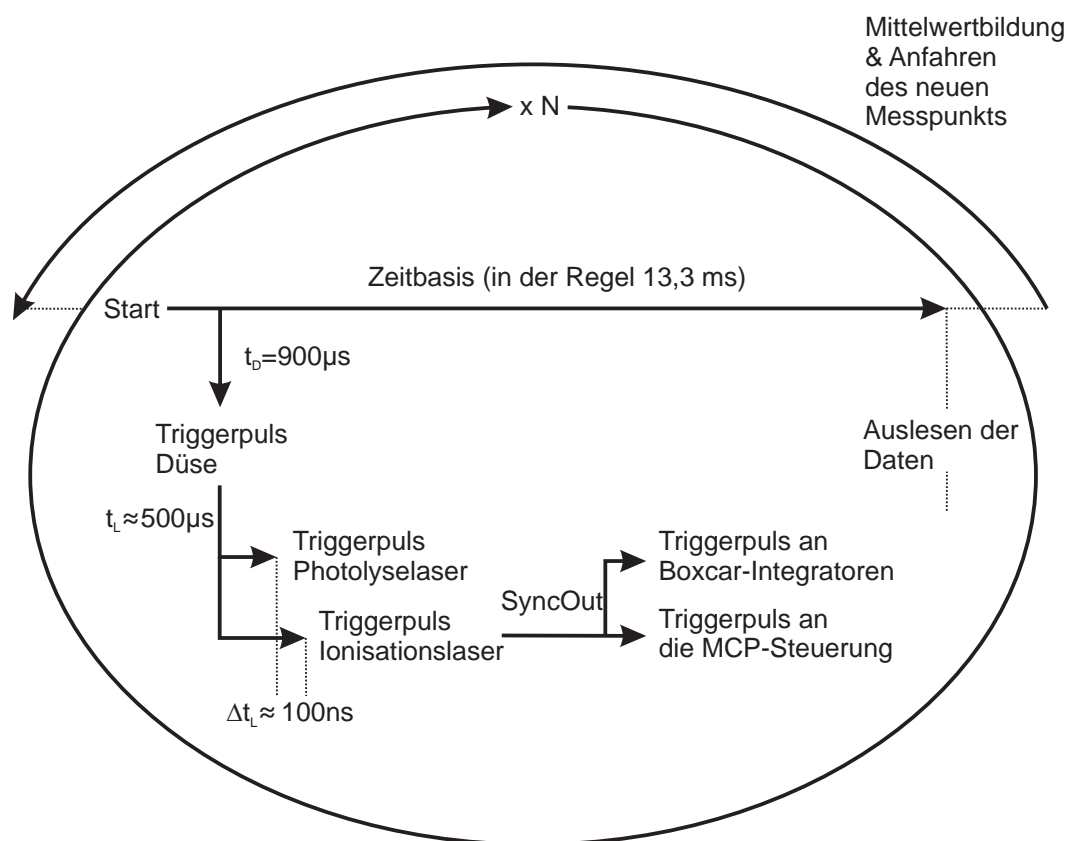 Mittelwertbildung
& Anfahren
des neuen
Messpunkts
x N
Zeitbasis (in der Regel 13,3 ms)
Start
t_D=900µs
Triggerpuls
Düse
Auslesen der
Daten
t_L≈500µs
Triggerpuls
Photolyselaser
Triggerpuls an
Boxcar-Integratoren
SyncOut
Triggerpuls
Ionisationslaser
Triggerpuls an
die MCP-Steuerung
Δt_L≈ 100ns